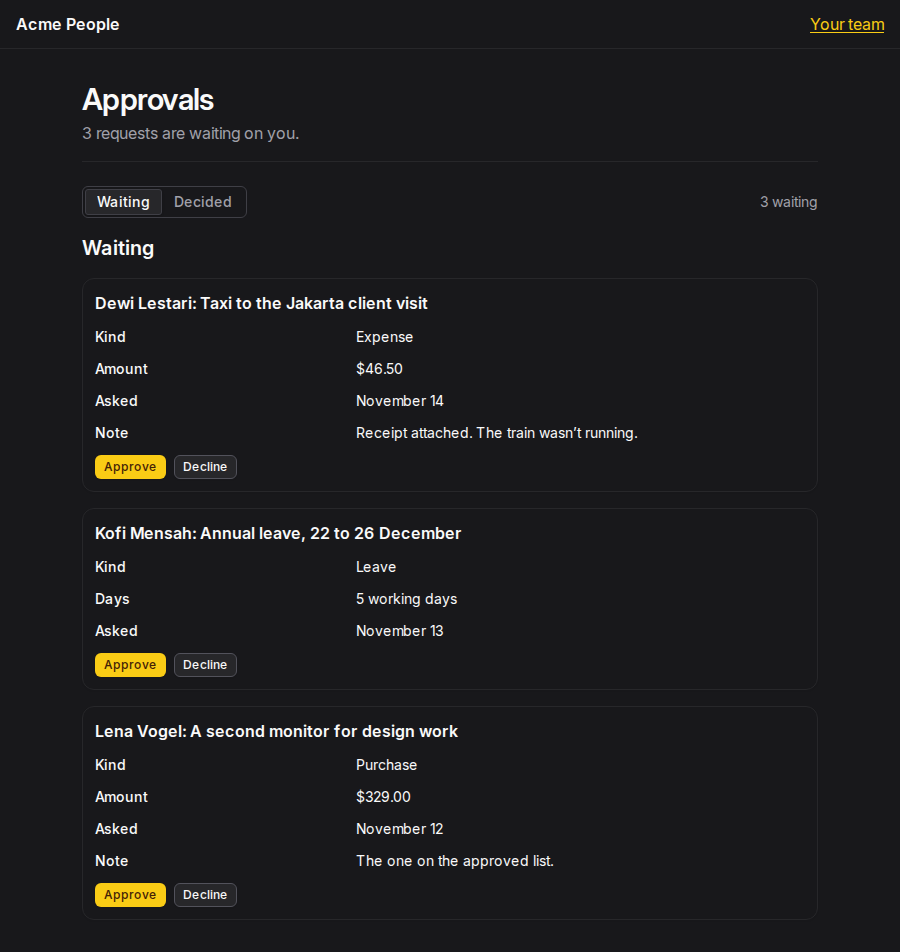 Acme People
Your team
Approvals
3 requests are waiting on you.
Waiting
Decided
3 waiting
Waiting
Dewi Lestari: Taxi to the Jakarta client visit
Kind
Expense
Amount
$46.50
Asked
November 14
Note
Receipt attached. The train wasn’t running.
Approve
Decline
Kofi Mensah: Annual leave, 22 to 26 December
Kind
Leave
Days
5 working days
Asked
November 13
Approve
Decline
Lena Vogel: A second monitor for design work
Kind
Purchase
Amount
$329.00
Asked
November 12
Note
The one on the approved list.
Approve
Decline